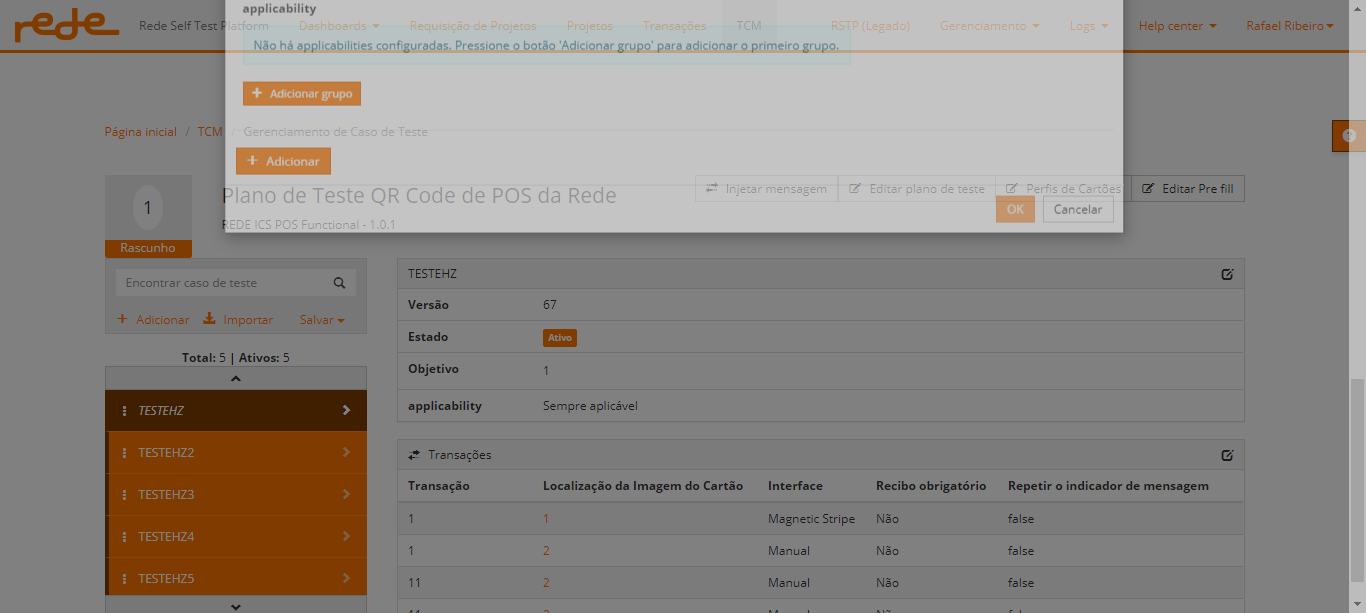 applicability
rede Rede Self Test Platform Dashboards Requisição de Projetos Projetos Transações TCM RSTP (Legado) Gerenciamento Logs Help center Rafael Ribeiro
Não há applicabilities configuradas. Pressione o botão 'Adicionar grupo' para adicionar o primeiro grupo.
+ Adicionar grupo
Página inicial / TCM / Gerenciamento de Caso de Teste
+ Adicionar
1
Rascunho
Plano de Teste QR Code de POS da Rede
Injetar mensagem Editar plano de teste Perfis de Cartões Editar Pre fill
OK Cancelar
REDE ICS POS Functional - 1.0.1
Encontrar caso de teste
+ Adicionar Importar Salvar
Total: 5 | Ativos: 5
TESTEHZ
TESTEHZ2
TESTEHZ3
TESTEHZ4
TESTEHZ5
TESTEHZ
Versão 67
Estado Ativo
Objetivo 1
applicability Sempre aplicável
Transações
Transação Localização da Imagem do Cartão Interface Recibo obrigatório Repetir o indicador de mensagem
1 1 Magnetic Stripe Não false
1 2 Manual Não false
11 2 Manual Não false